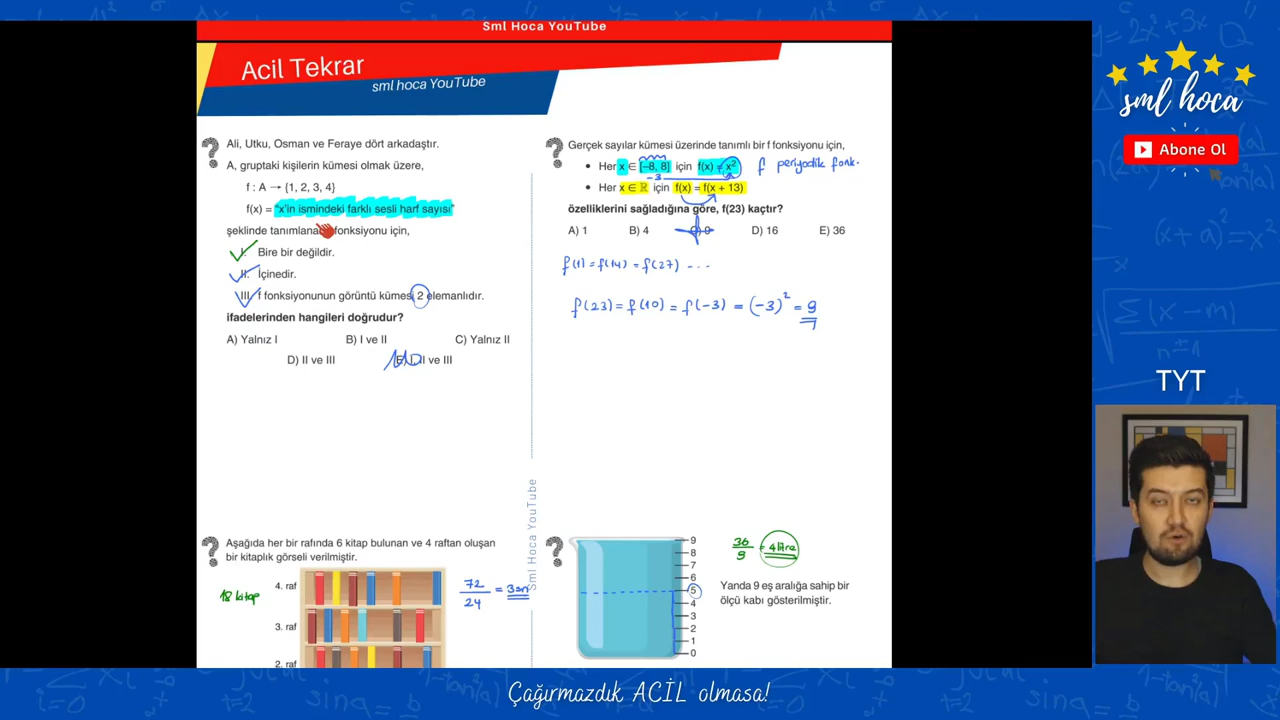 Sml Hoca YouTube
Acil Tekrar
sml hoca YouTube
Ali, Utku, Osman ve Feraye dört arkadaştır.
A, gruptaki kişilerin kümesi olmak üzere,
f : A → {1, 2, 3, 4}
f(x) = "x'in ismindeki farklı sesli harf sayısı"
şeklinde tanımlanan f fonksiyonu için,
I. Bire bir değildir.
II. İçinedir.
III. f fonksiyonunun görüntü kümesi 2 elemanlıdır.
ifadelerinden hangileri doğrudur?
A) Yalnız I B) I ve II C) Yalnız II
D) II ve III E) I, II ve III
Gerçek sayılar kümesi üzerinde tanımlı bir f fonksiyonu için,
• Her x ∈ [−8, 8] için f(x) = x² f periyodik fonk.
−3
• Her x ∈ ℝ için f(x) = f(x + 13)
özelliklerini sağladığına göre, f(23) kaçtır?
A) 1 B) 4 C) 9 D) 16 E) 36
f(1) = f(14) = f(27) ...
f(23) = f(10) = f(−3) = (−3)² = 9
Sml Hoca YouTube
Aşağıda her bir rafında 6 kitap bulunan ve 4 raftan oluşan
bir kitaplık görseli verilmiştir.
18 kitap
4. raf
3. raf
2. raf
72/24 = 3sn
9
8
7
6
5
4
3
2
1
0
36/9 = 4 litre
Yanda 9 eş aralığa sahip bir
ölçü kabı gösterilmiştir.
sml hoca
Abone Ol
TYT
Çağırmazdık ACİL olmasa!